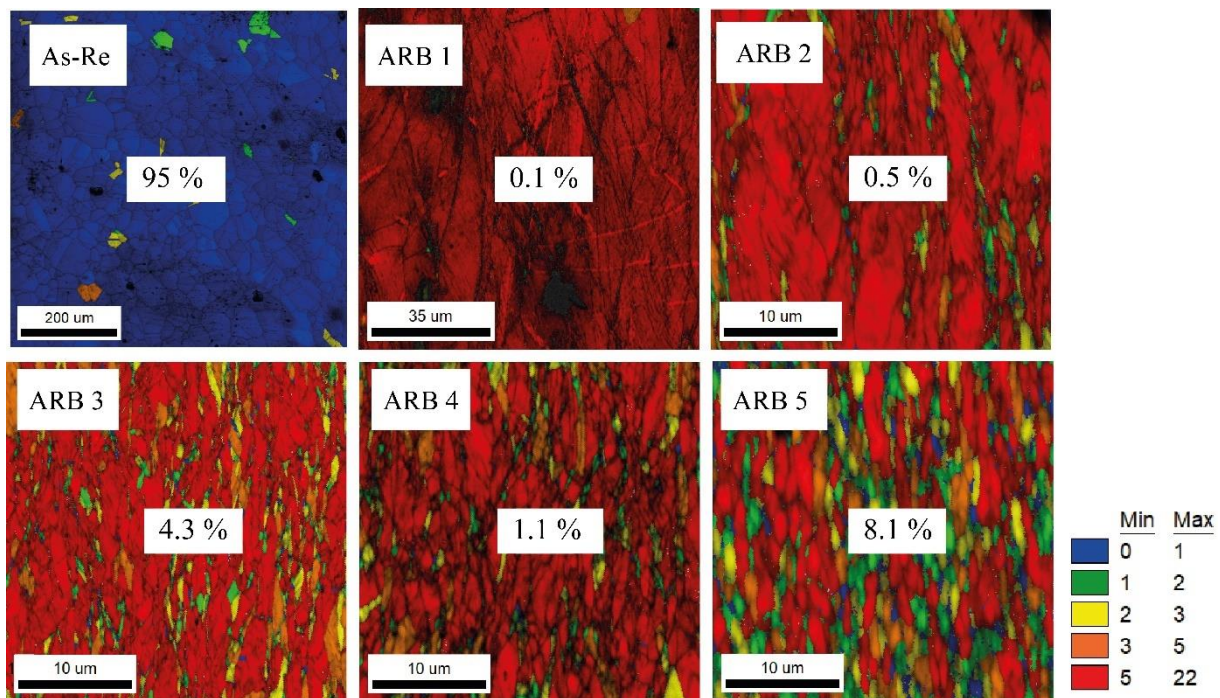 As-Re
95 %
200 um
ARB 1
0.1 %
35 um
ARB 2
0.5 %
10 um
ARB 3
4.3 %
10 um
ARB 4
1.1 %
10 um
ARB 5
8.1 %
10 um
Min Max
0 1
1 2
2 3
3 5
5 22